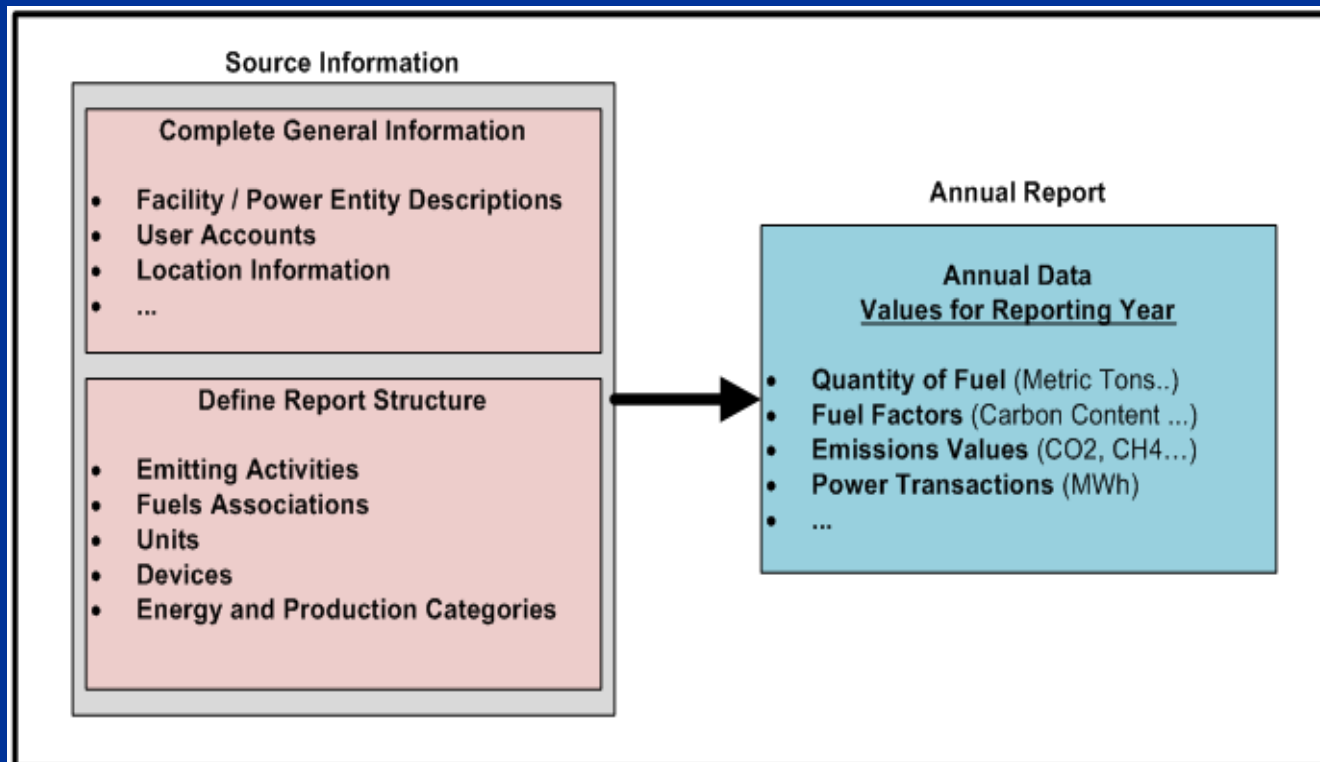 Source Information
Complete General Information
• Facility / Power Entity Descriptions
• User Accounts
• Location Information
• ...
Define Report Structure
• Emitting Activities
• Fuels Associations
• Units
• Devices
• Energy and Production Categories
Annual Report
Annual Data
Values for Reporting Year
• Quantity of Fuel (Metric Tons..)
• Fuel Factors (Carbon Content ...)
• Emissions Values (CO2, CH4...)
• Power Transactions (MWh)
• ...